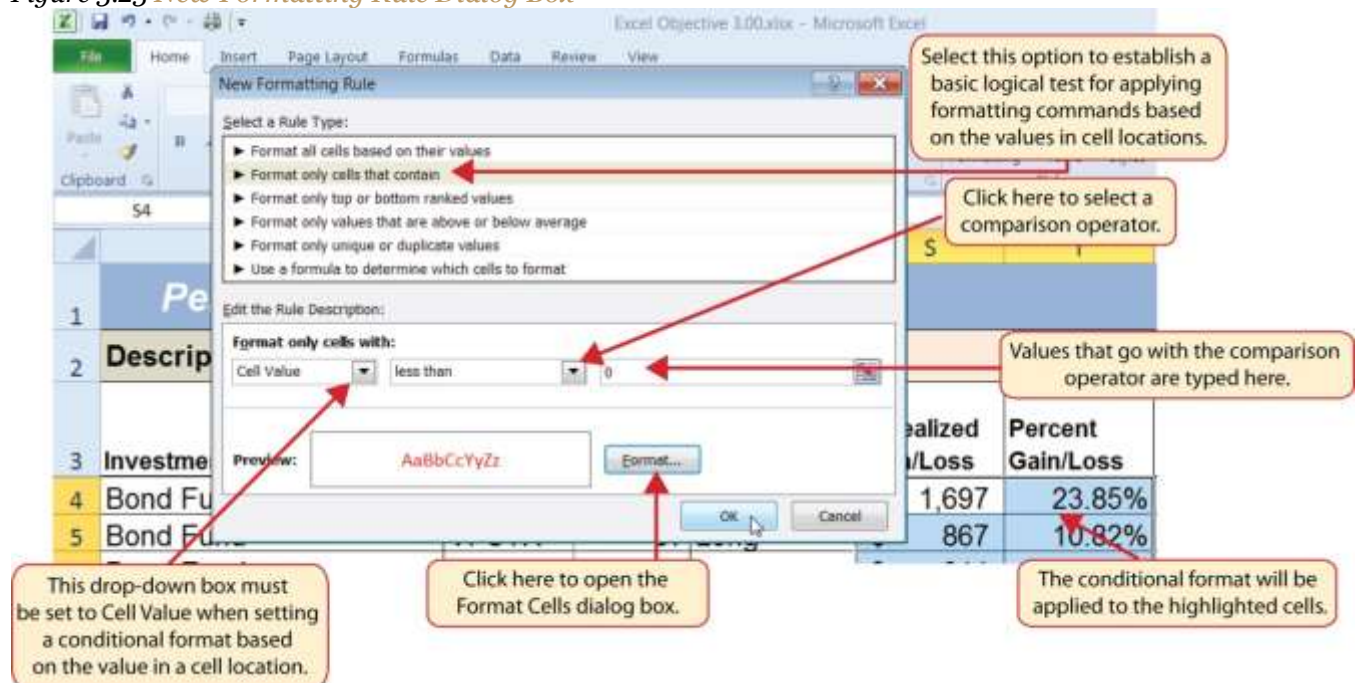 New Formatting Rule Dialog Box
Excel Objective 3.00.xlsx - Microsoft Excel
File Home Insert Page Layout Formulas Data Review View
Paste
Clipboard
S4
New Formatting Rule
Select a Rule Type:
► Format all cells based on their values
► Format only cells that contain
► Format only top or bottom ranked values
► Format only values that are above or below average
► Format only unique or duplicate values
► Use a formula to determine which cells to format
Edit the Rule Description:
Format only cells with:
Cell Value less than 0
Preview: AaBbCcYyZz Format...
OK Cancel
Select this option to establish a
basic logical test for applying
formatting commands based
on the values in cell locations.
Click here to select a
comparison operator.
Values that go with the comparison
operator are typed here.
S
1 Pe
2 Descrip
3 Investme
Percent
Gain/Loss
4 Bond Fu 1,697 23.85%
5 Bond Fund 867 10.82%
This drop-down box must
be set to Cell Value when setting
a conditional format based
on the value in a cell location.
Click here to open the
Format Cells dialog box.
The conditional format will be
applied to the highlighted cells.